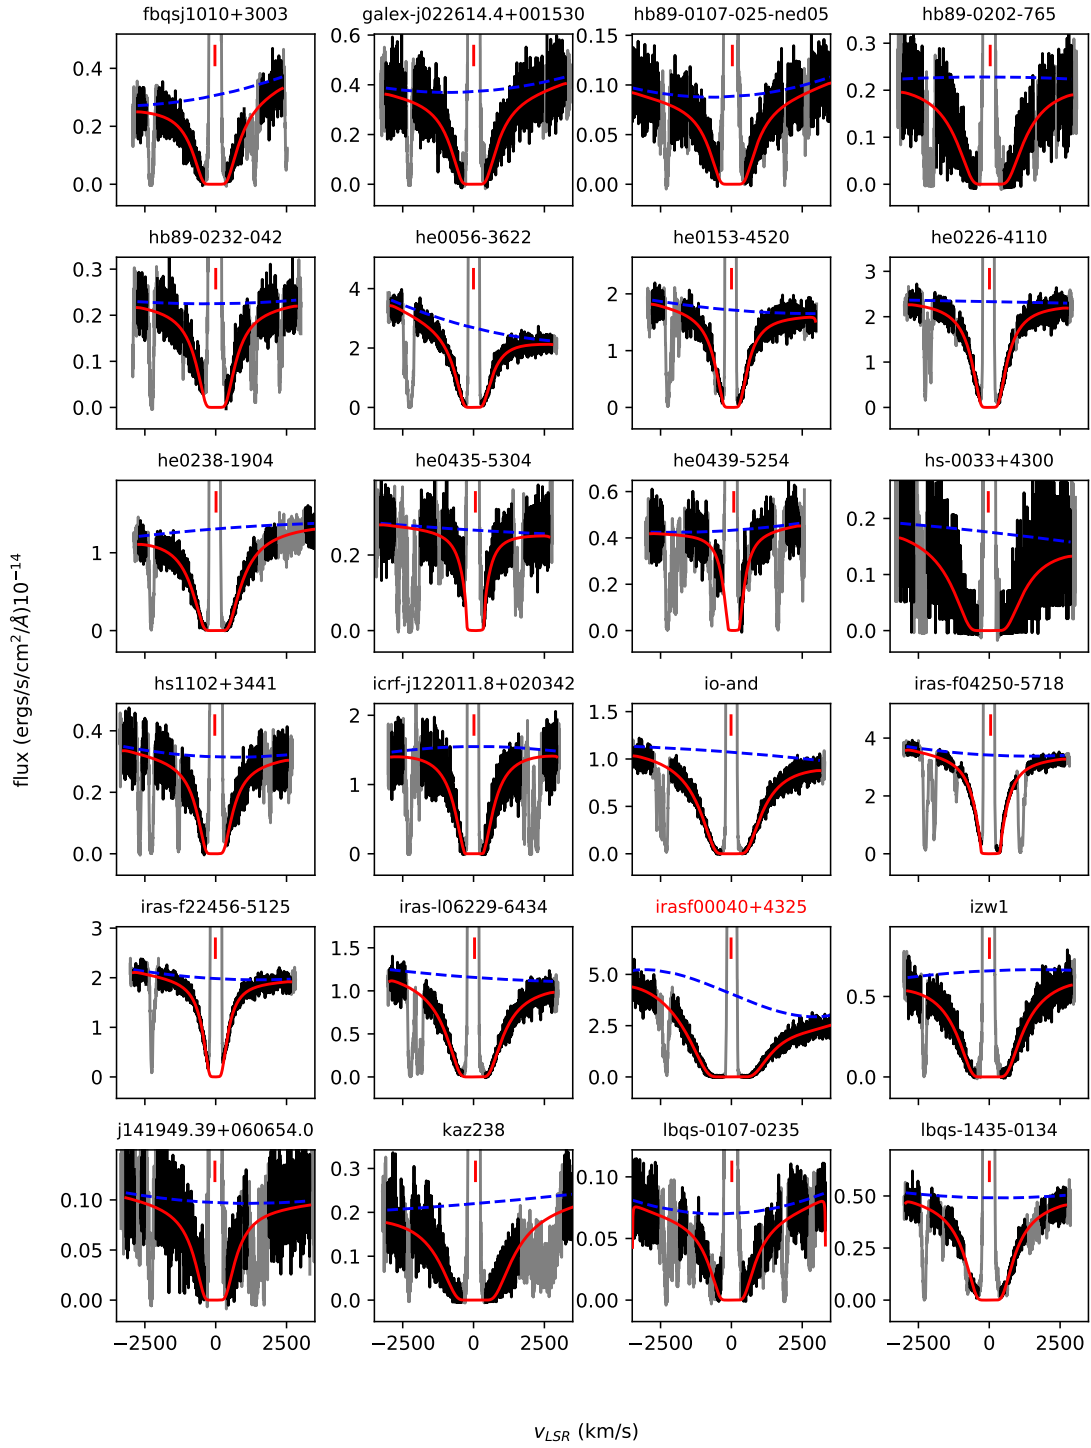 fbqsj1010+3003 galex-j022614.4+001530 hb89-0107-025-ned05 hb89-0202-765
0.4 0.2 0.0
0.6 0.4 0.2 0.0
0.15 0.10 0.05 0.00
0.3 0.2 0.1 0.0
hb89-0232-042 he0056-3622 he0153-4520 he0226-4110
0.3 0.2 0.1 0.0
4 2 0
2 1 0
3 2 1 0
he0238-1904 he0435-5304 he0439-5254 hs-0033+4300
1 0
0.2 0.0
0.6 0.4 0.2 0.0
0.2 0.1 0.0
flux (ergs/s/cm²/Å)10⁻¹⁴
hs1102+3441 icrf-j122011.8+020342 io-and iras-f04250-5718
0.4 0.2 0.0
2 1 0
1.5 1.0 0.5 0.0
4 2 0
iras-f22456-5125 iras-l06229-6434 irasf00040+4325 izw1
3 2 1 0
1.5 1.0 0.5 0.0
5.0 2.5 0.0
0.5 0.0
j141949.39+060654.0 kaz238 lbqs-0107-0235 lbqs-1435-0134
0.10 0.05 0.00
0.3 0.2 0.1 0.0
0.10 0.05 0.00
0.50 0.25 0.00
−2500 0 2500 −2500 0 2500 −2500 0 2500 −2500 0 2500
v_LSR (km/s)